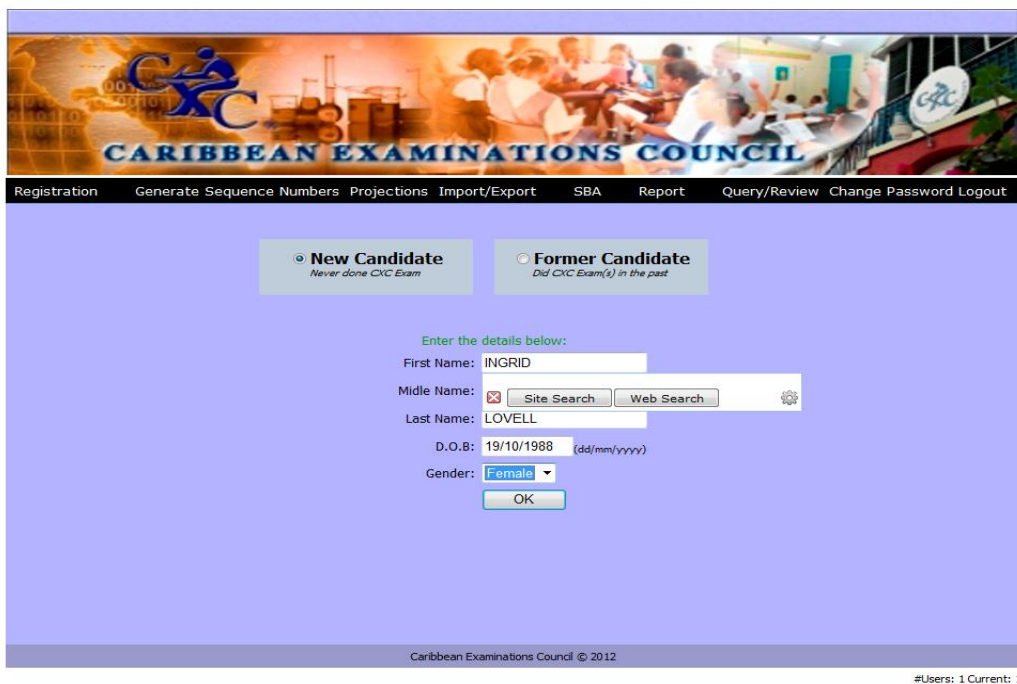 CXC
CXC
CARIBBEAN EXAMINATIONS COUNCIL
Registration Generate Sequence Numbers Projections Import/Export SBA Report Query/Review Change Password Logout
New Candidate Former Candidate
Never done CXC Exam Did CXC Exam(s) in the past
Enter the details below:
First Name: INGRID
Midle Name: Site Search Web Search
Last Name: LOVELL
D.O.B: 19/10/1988 (dd/mm/yyyy)
Gender: Female
OK
Caribbean Examinations Council © 2012
#Users: 1 Current: